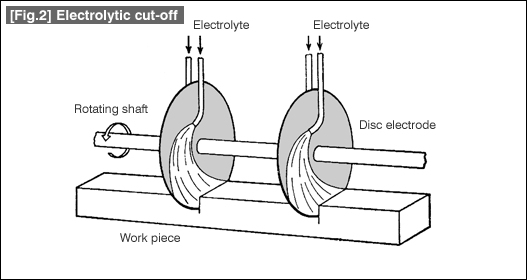 [Fig.2] Electrolytic cut-off
Electrolyte
Electrolyte
Rotating shaft
Disc electrode
Work piece